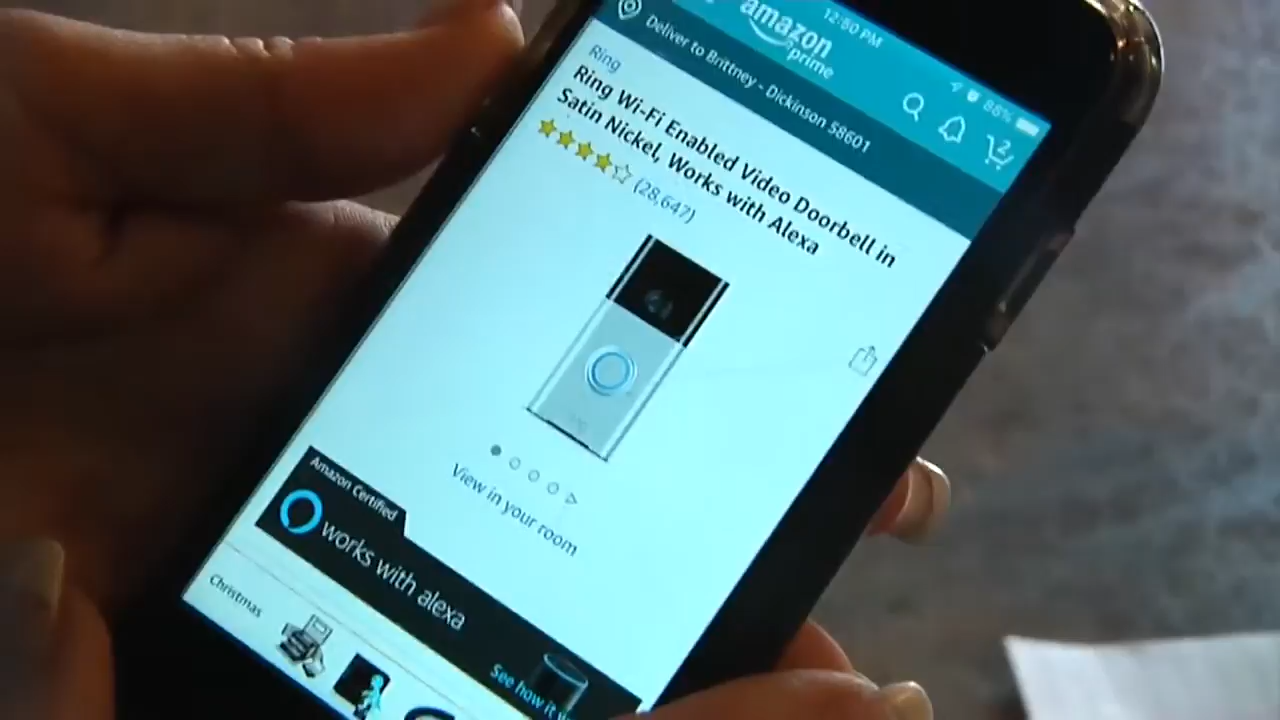 12:50 PM
86%
amazon
prime
2
Deliver to Brittney - Dickinson 58601
Ring
Ring Wi-Fi Enabled Video Doorbell in
Satin Nickel, Works with Alexa
(28,647)
View in your room
Amazon Certified
works with alexa
See how it
Christmas